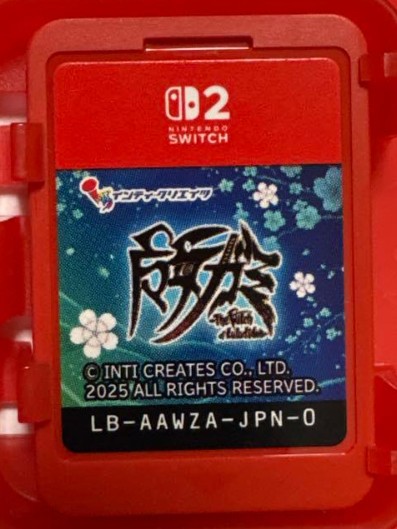 2
NINTENDO
SWITCH
インティ・クリエイツ
© INTI CREATES CO., LTD.
2025 ALL RIGHTS RESERVED.
LB-AAWZA-JPN-0